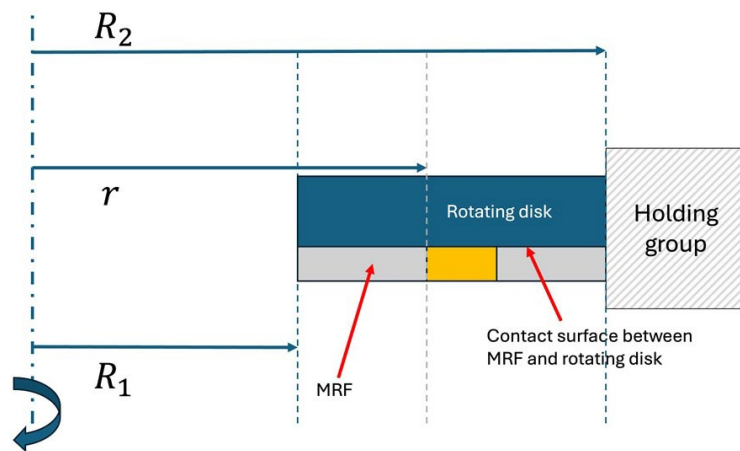 R₂
r
Rotating disk
Holding
group
Contact surface between
MRF and rotating disk
R₁
MRF